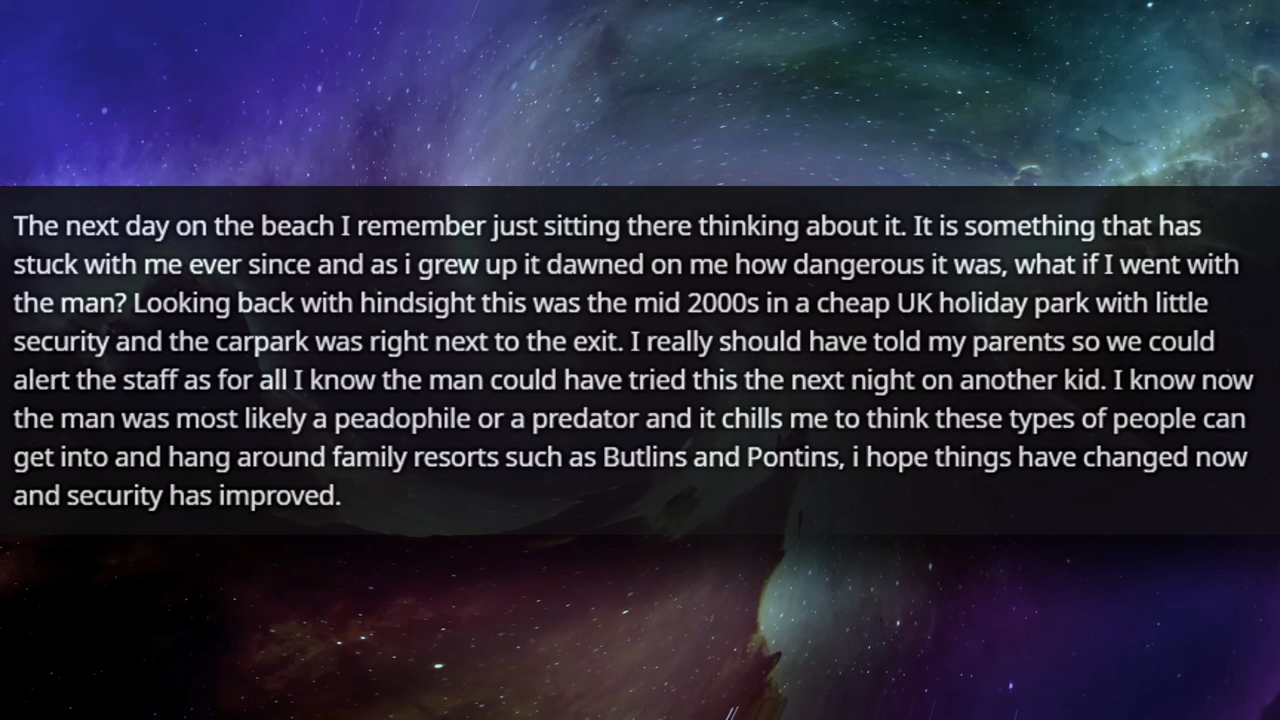 The next day on the beach I remember just sitting there thinking about it. It is something that has
stuck with me ever since and as i grew up it dawned on me how dangerous it was, what if I went with
the man? Looking back with hindsight this was the mid 2000s in a cheap UK holiday park with little
security and the carpark was right next to the exit. I really should have told my parents so we could
alert the staff as for all I know the man could have tried this the next night on another kid. I know now
the man was most likely a peadophile or a predator and it chills me to think these types of people can
get into and hang around family resorts such as Butlins and Pontins, i hope things have changed now
and security has improved.